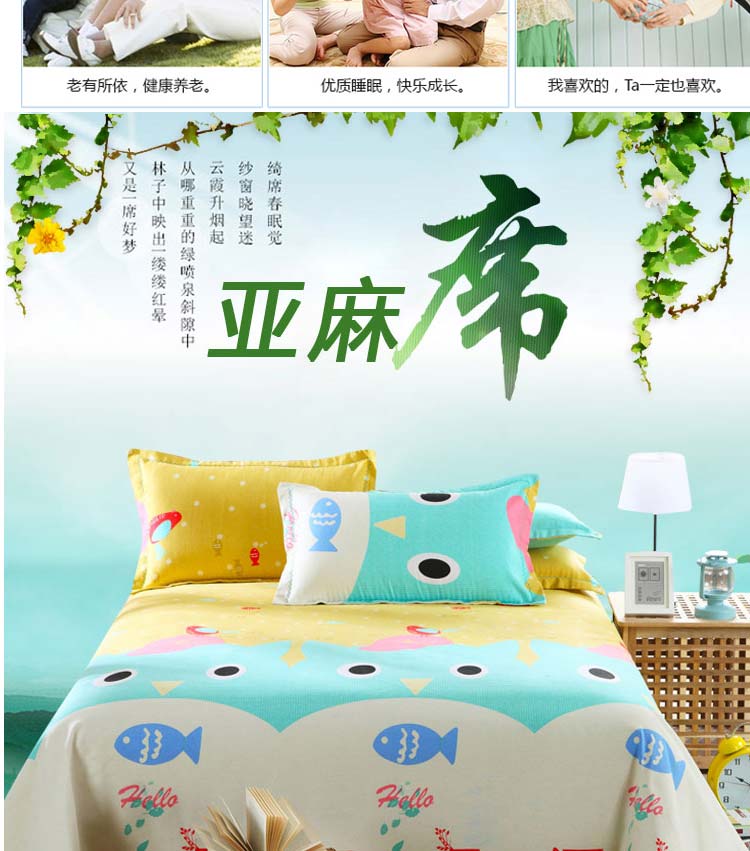 老有所依，健康养老。
优质睡眠，快乐成长。
我喜欢的，Ta一定也喜欢。
绮席春眠觉
纱窗晓望迷
云霞升烟起
从哪重重的绿喷泉斜隙中
林子中映出一缕缕红晕
又是一席好梦
亚麻席
Hello
Hello